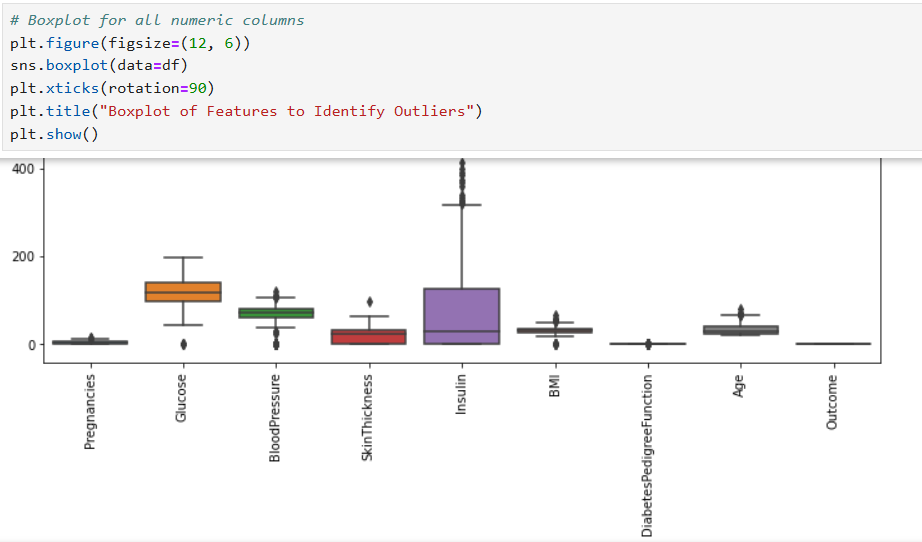 # Boxplot for all numeric columns
plt.figure(figsize=(12, 6))
sns.boxplot(data=df)
plt.xticks(rotation=90)
plt.title("Boxplot of Features to Identify Outliers")
plt.show()
400
200
0
Pregnancies
Glucose
BloodPressure
SkinThickness
Insulin
BMI
DiabetesPedigreeFunction
Age
Outcome